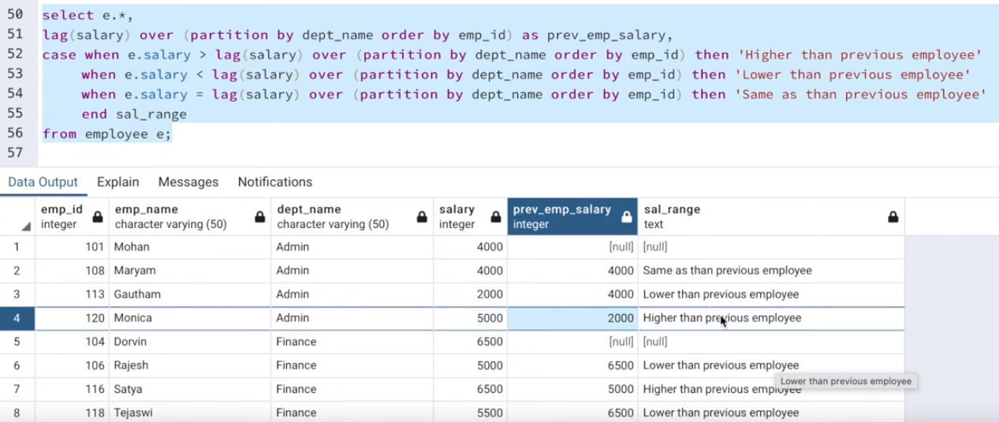 50 select e.*,
51 lag(salary) over (partition by dept_name order by emp_id) as prev_emp_salary,
52 case when e.salary > lag(salary) over (partition by dept_name order by emp_id) then 'Higher than previous employee'
53 when e.salary < lag(salary) over (partition by dept_name order by emp_id) then 'Lower than previous employee'
54 when e.salary = lag(salary) over (partition by dept_name order by emp_id) then 'Same as than previous employee'
55 end sal_range
56 from employee e;
57
Data Output Explain Messages Notifications
emp_id emp_name dept_name salary prev_emp_salary sal_range
integer character varying (50) character varying (50) integer integer text
1 101 Mohan Admin 4000 [null] [null]
2 108 Maryam Admin 4000 4000 Same as than previous employee
3 113 Gautham Admin 2000 4000 Lower than previous employee
4 120 Monica Admin 5000 2000 Higher than previous employee
5 104 Dorvin Finance 6500 [null] [null]
6 106 Rajesh Finance 5000 6500 Lower than previous employee
Lower than previous employee
7 116 Satya Finance 6500 5000 Higher than previous employee
8 118 Tejaswi Finance 5500 6500 Lower than previous employee